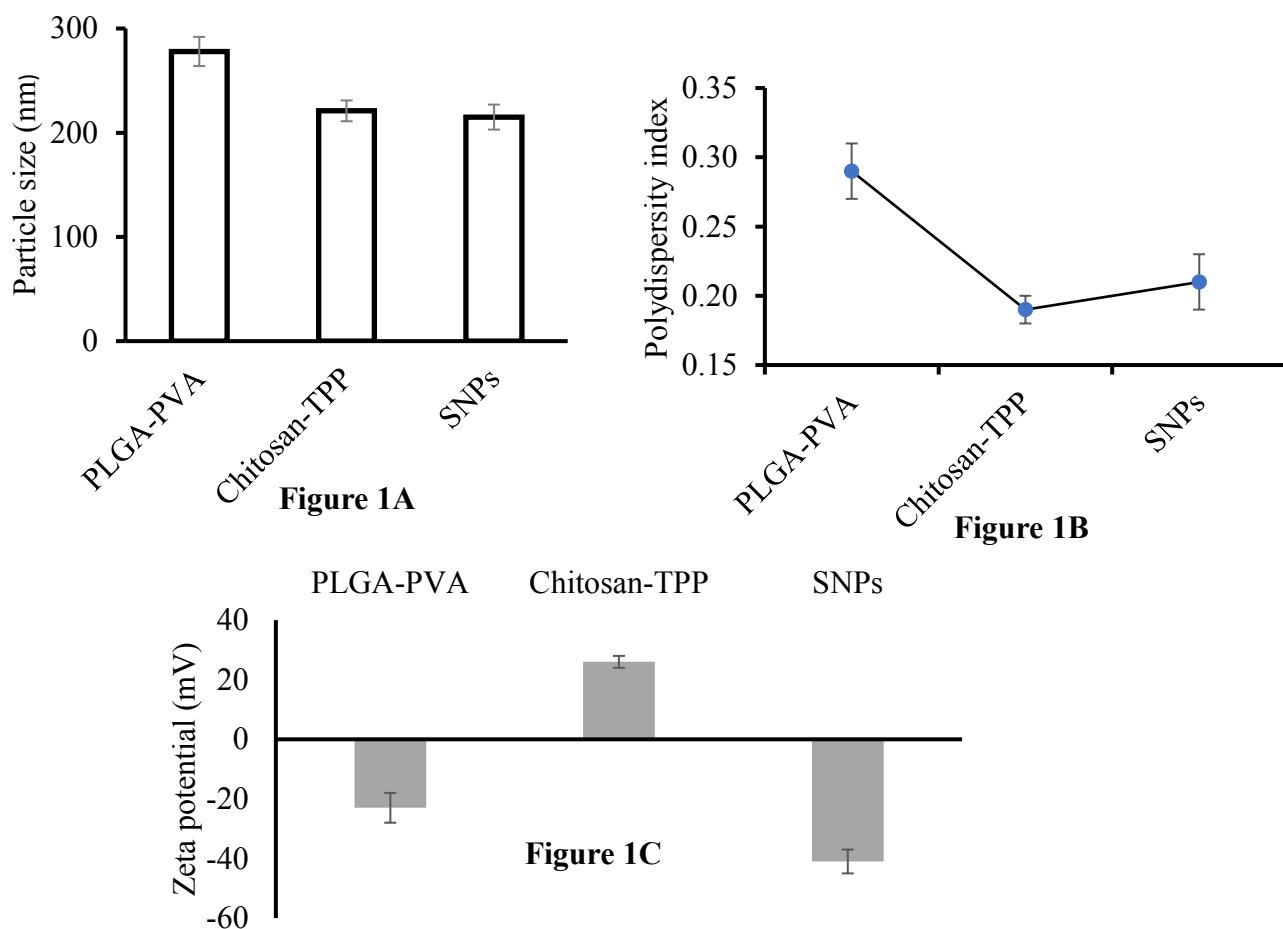 Particle size (nm)
300
200
100
0
PLGA-PVA
Chitosan-TPP
SNPs
Figure 1A
Polydispersity index
0.35
0.30
0.25
0.20
0.15
PLGA-PVA
Chitosan-TPP
SNPs
Figure 1B
PLGA-PVA Chitosan-TPP SNPs
Zeta potential (mV)
40
20
0
-20
-40
-60
Figure 1C